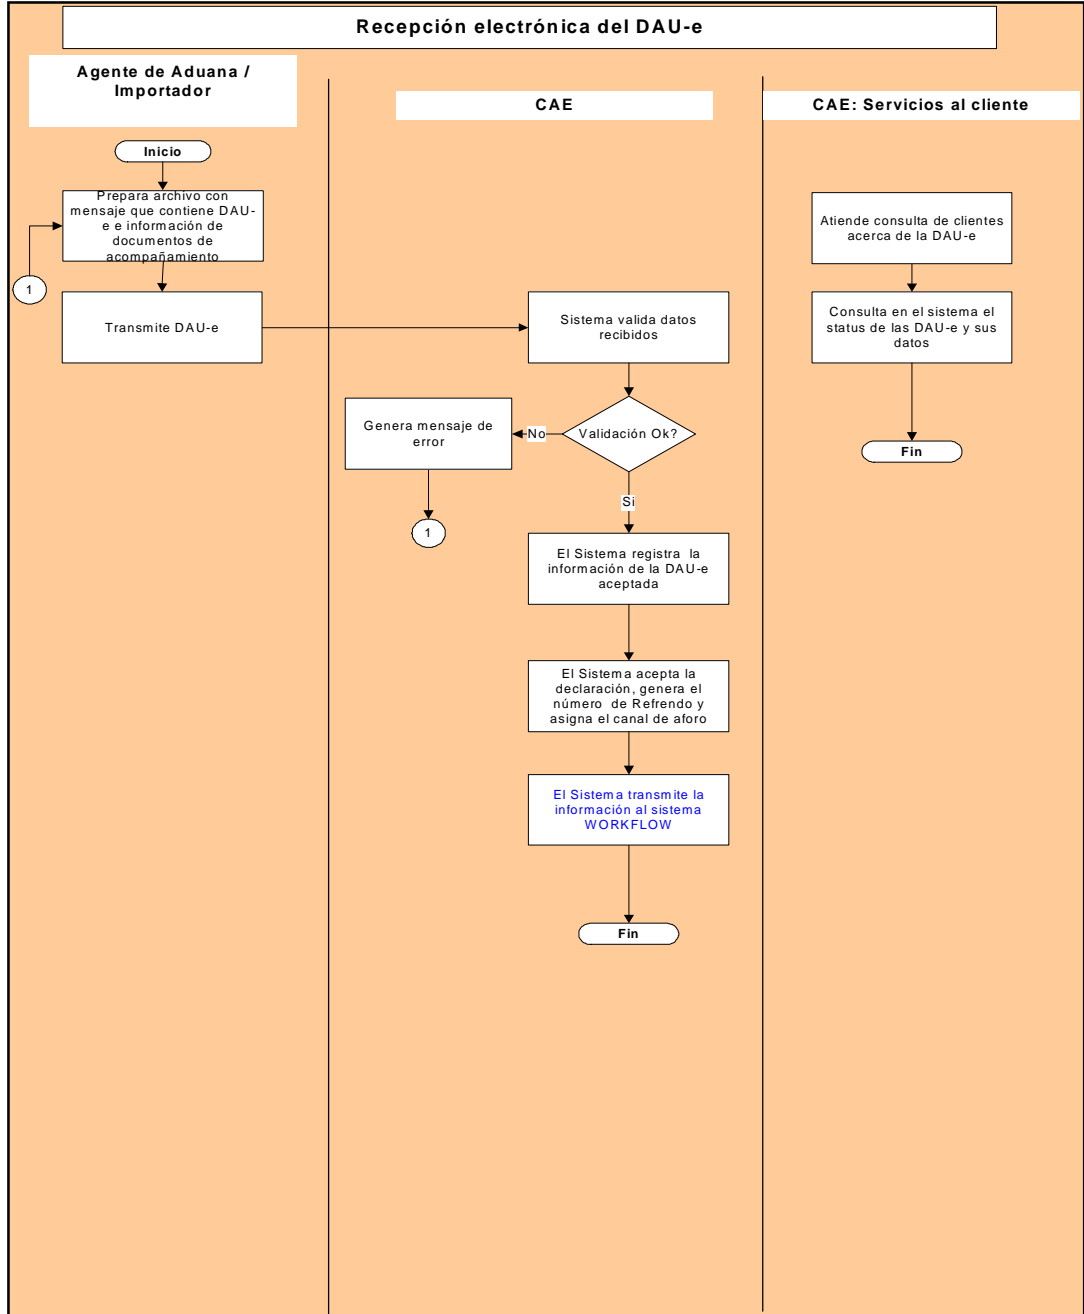 Recepción electrónica del DAU-e
Agente de Aduana /
Importador
CAE
CAE: Servicios al cliente
Inicio
Prepara archivo con
mensaje que contiene DAU-
e e información de
documentos de
acompañamiento
1
Transmite DAU-e
Sistema valida datos
recibidos
Validación Ok?
No
Genera mensaje de
error
1
Si
El Sistema registra la
información de la DAU-e
aceptada
El Sistema acepta la
declaración, genera el
número de Refrendo y
asigna el canal de aforo
El Sistema transmite la
información al sistema
WORKFLOW
Fin
Atiende consulta de clientes
acerca de la DAU-e
Consulta en el sistema el
status de las DAU-e y sus
datos
Fin